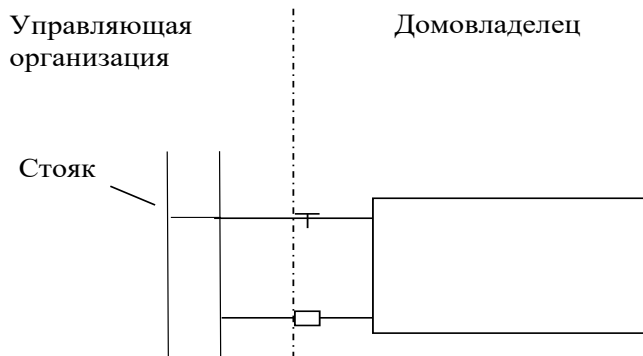 Управляющая
организация
Домовладелец
Стояк